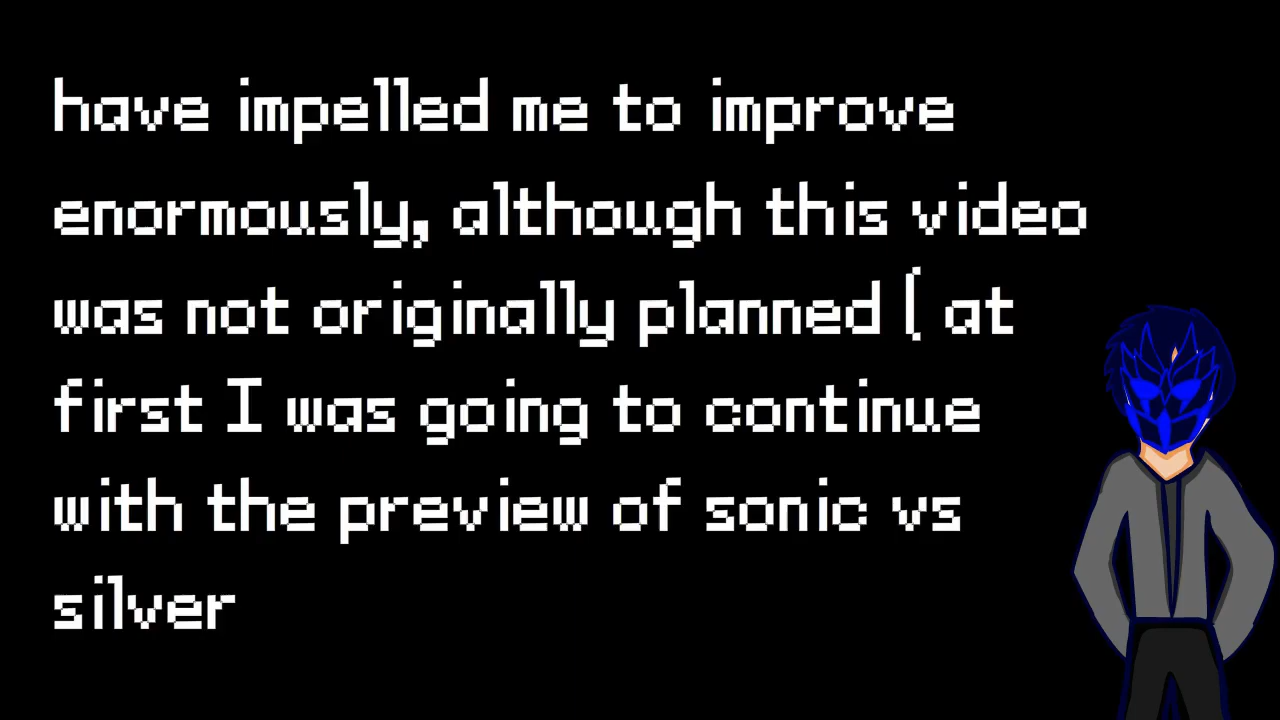 have impelled me to improve
enormously, although this video
was not originally planned ( at
first I was going to continue
with the preview of sonic vs
silver